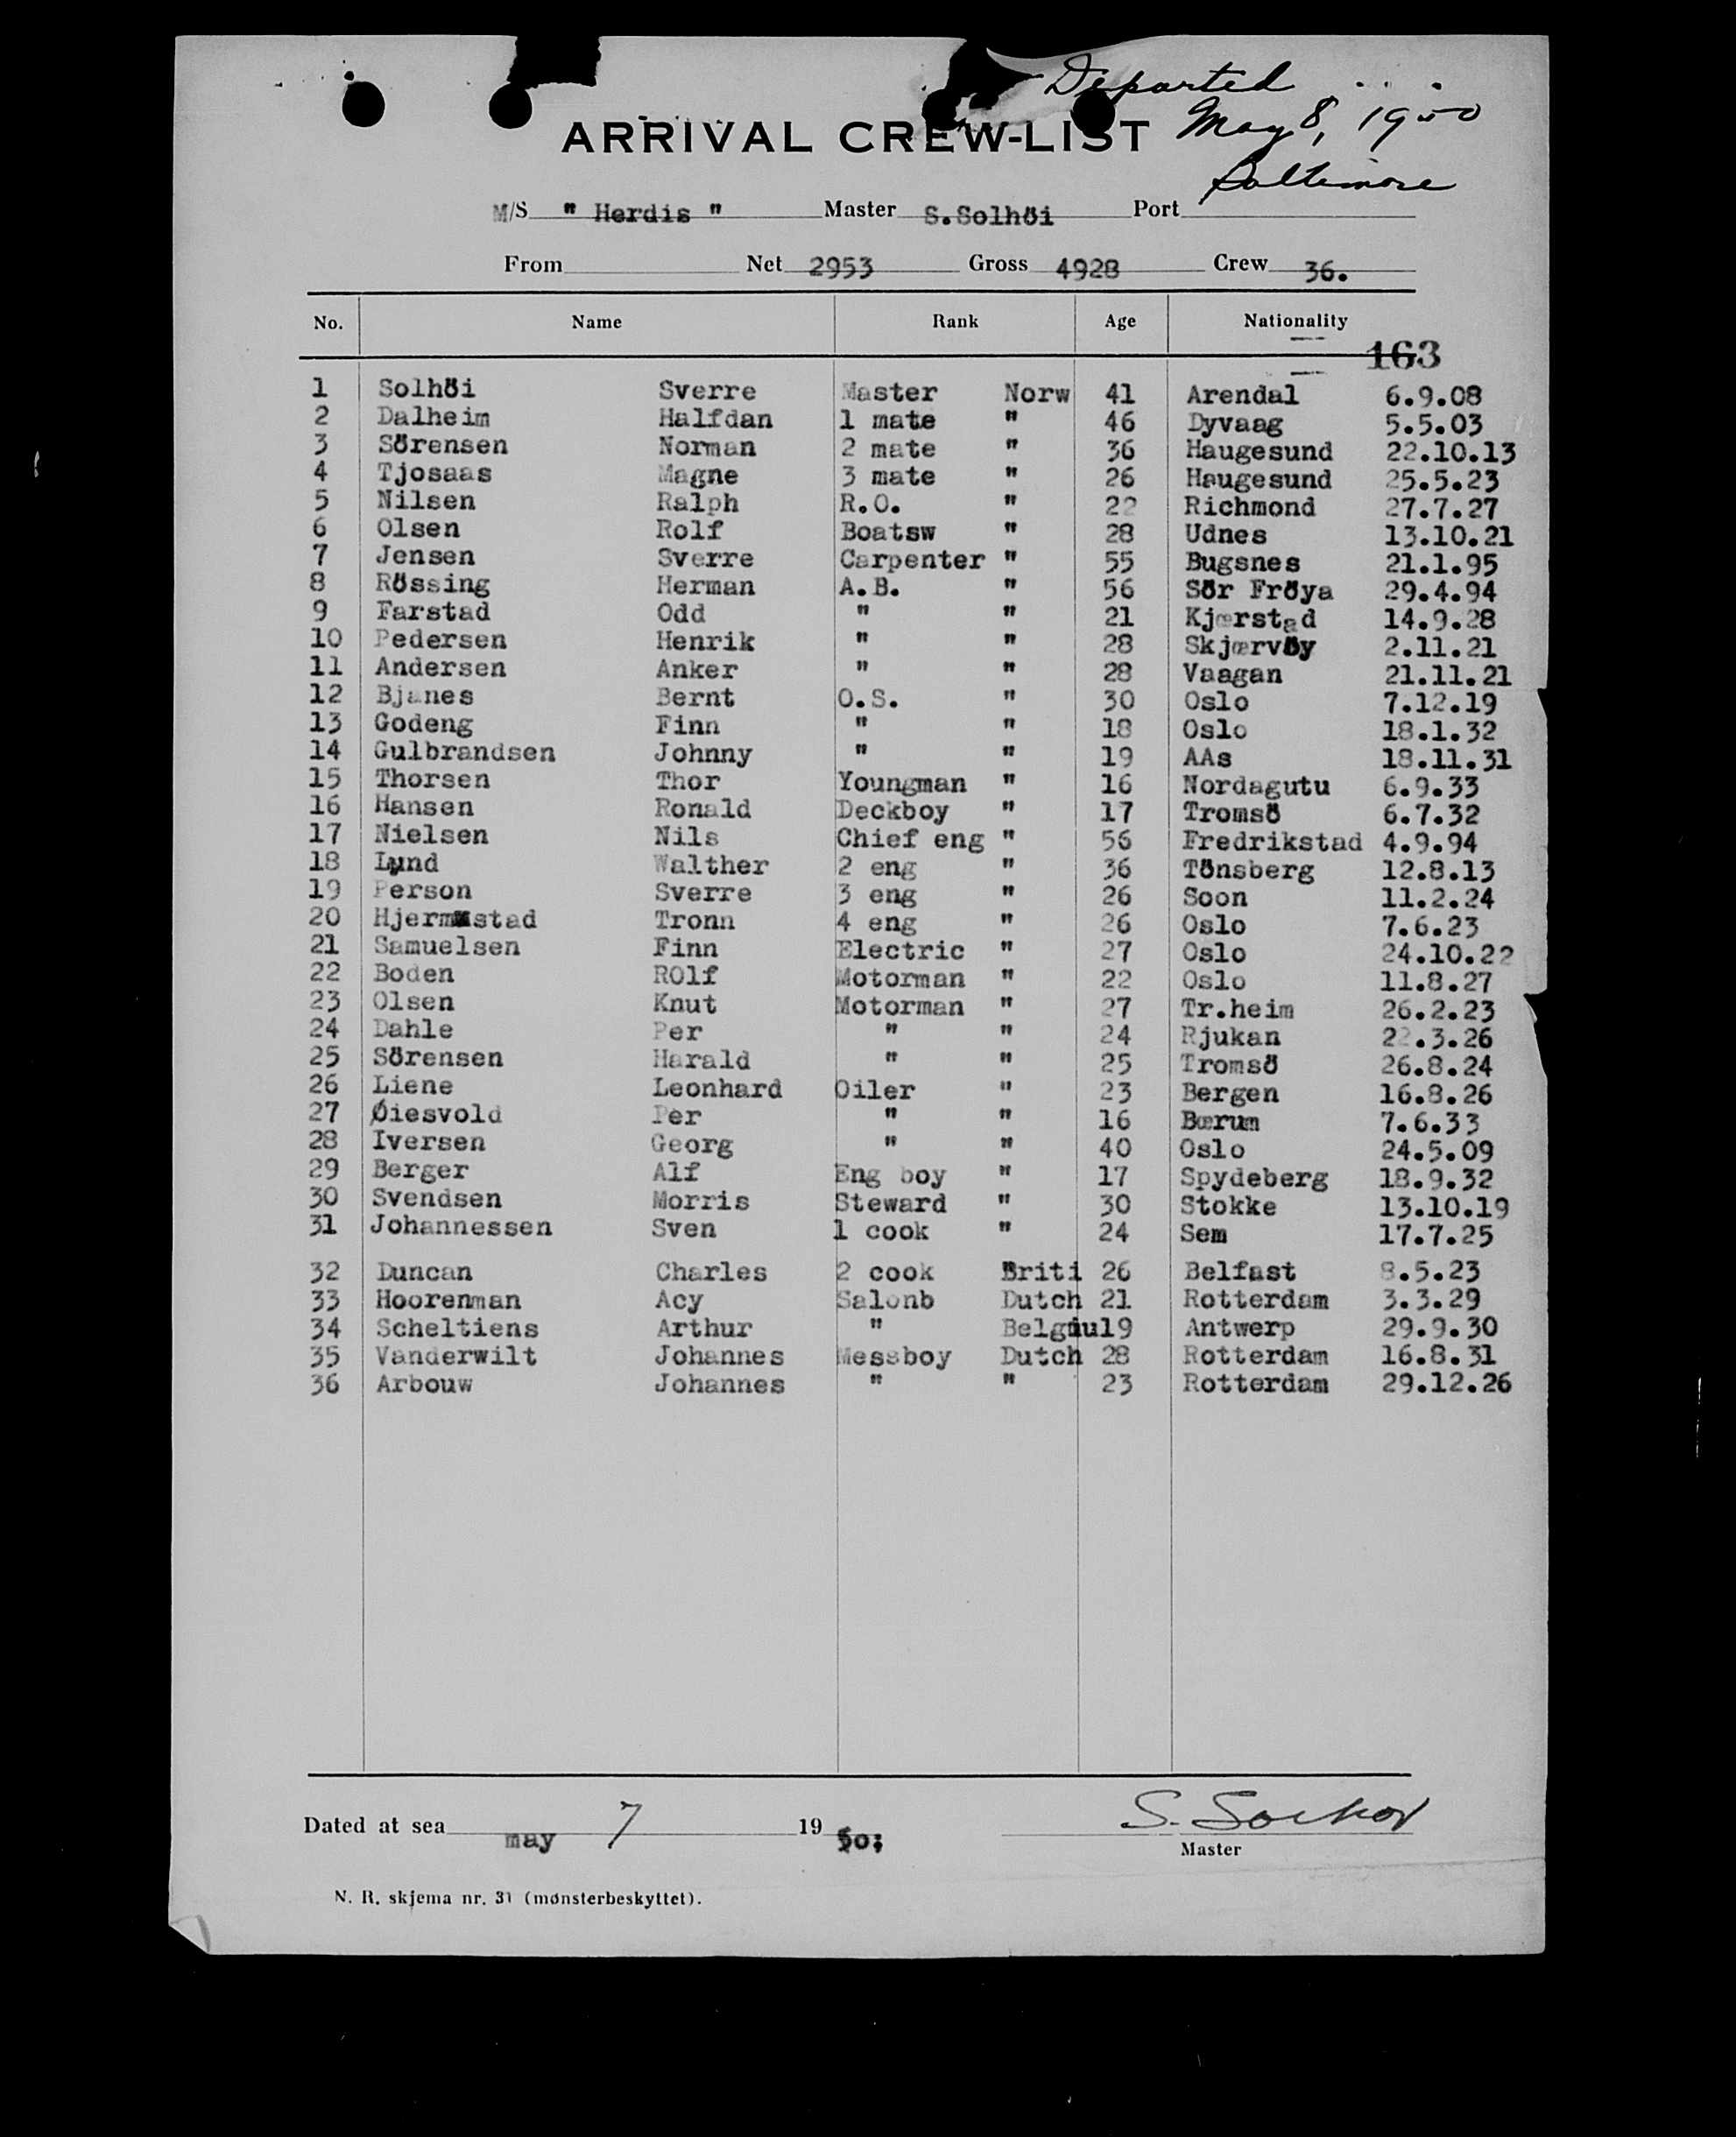 Departed
May 8, 1950
Baltimore
ARRIVAL CREW-LIST
M/S " Herdis " Master S.Solhöi Port
From Net 2953 Gross 4928 Crew 36.
No. Name Rank Age Nationality
163
1 Solhöi Sverre Master Norw 41 Arendal 6.9.08
2 Dalheim Halfdan 1 mate " 46 Dyvaag 5.5.03
3 Sörensen Norman 2 mate " 36 Haugesund 22.10.13
4 Tjosaas Magne 3 mate " 26 Haugesund 25.5.23
5 Nilsen Ralph R.O. " 22 Richmond 27.7.27
6 Olsen Rolf Boatsw " 28 Udnes 13.10.21
7 Jensen Sverre Carpenter " 55 Bugsnes 21.1.95
8 Rössing Herman A.B. " 56 Sör Fröya 29.4.94
9 Farstad Odd " " 21 Kjærstad 14.9.28
10 Pedersen Henrik " " 28 Skjærvöy 2.11.21
11 Andersen Anker " " 28 Vaagan 21.11.21
12 Bjanes Bernt O.S. " 30 Oslo 7.12.19
13 Godeng Finn " " 18 Oslo 18.1.32
14 Gulbrandsen Johnny " " 19 AAs 18.11.31
15 Thorsen Thor Youngman " 16 Nordagutu 6.9.33
16 Hansen Ronald Deckboy " 17 Tromsö 6.7.32
17 Nielsen Nils Chief eng " 56 Fredrikstad 4.9.94
18 Lund Walther 2 eng " 36 Tönsberg 12.8.13
19 Person Sverre 3 eng " 26 Soon 11.2.24
20 Hjermstad Tronn 4 eng " 26 Oslo 7.6.23
21 Samuelsen Finn Electric " 27 Oslo 24.10.22
22 Boden ROlf Motorman " 22 Oslo 11.8.27
23 Olsen Knut Motorman " 27 Tr.heim 26.2.23
24 Dahle Per " " 24 Rjukan 22.3.26
25 Sörensen Harald " " 25 Tromsö 26.8.24
26 Liene Leonhard Oiler " 23 Bergen 16.8.26
27 Øiesvold Per " " 16 Bærum 7.6.33
28 Iversen Georg " " 40 Oslo 24.5.09
29 Berger Alf Eng boy " 17 Spydeberg 18.9.32
30 Svendsen Morris Steward " 30 Stokke 13.10.19
31 Johannessen Sven 1 cook " 24 Sem 17.7.25
32 Duncan Charles 2 cook Briti 26 Belfast 8.5.23
33 Hoorenman Acy Salonb Dutch 21 Rotterdam 3.3.29
34 Scheltiens Arthur " Belgiu19 Antwerp 29.9.30
35 Vanderwilt Johannes Messboy Dutch 28 Rotterdam 16.8.31
36 Arbouw Johannes " " 23 Rotterdam 29.12.26
Dated at sea may 7 19 50; S. Solhöi
Master
N. R. skjema nr. 31 (mønsterbeskyttet).